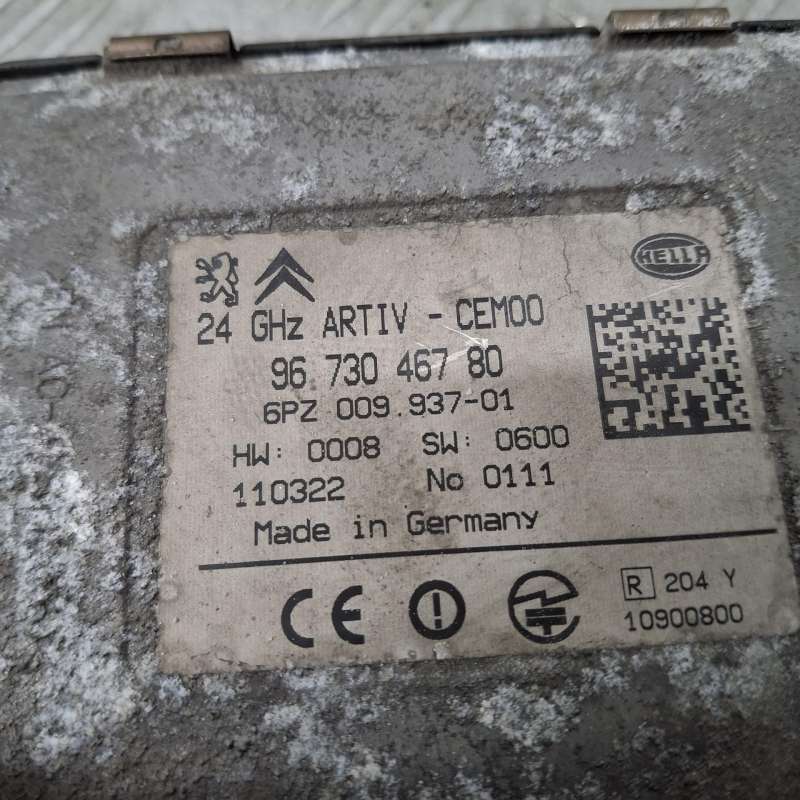 HELLA
24 GHz ARTIV - CEM00
96 730 467 80
6PZ 009.937-01
HW: 0008 SW: 0600
110322 No 0111
Made in Germany
CE
R 204 Y
10900800